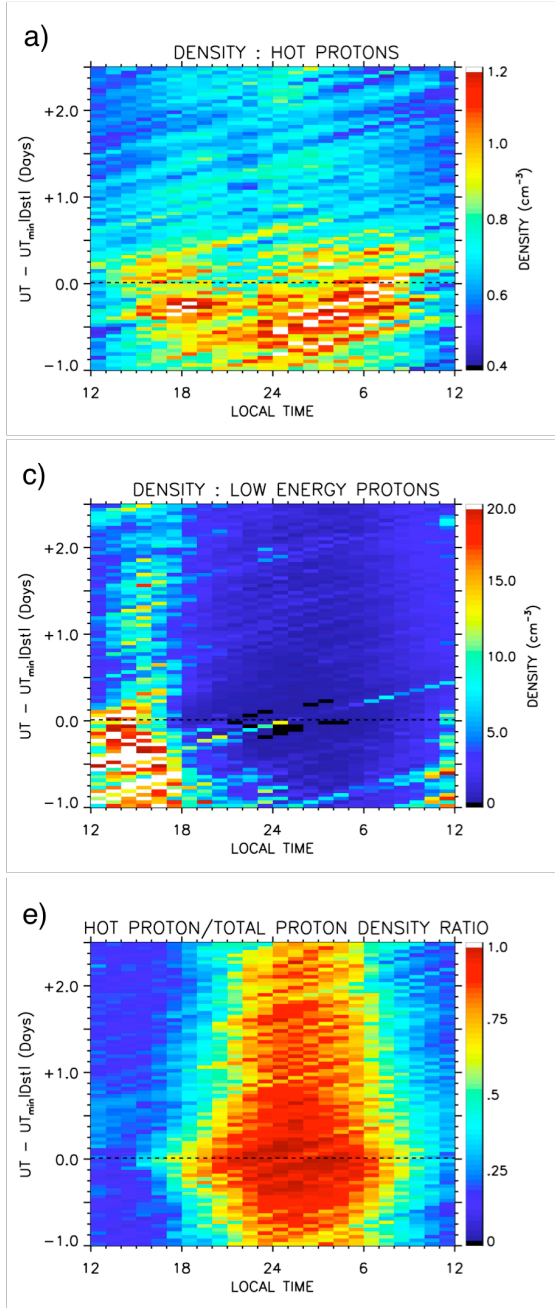 a)
DENSITY : HOT PROTONS
UT − UTmin|Dst| (Days)
+2.0
+1.0
0.0
−1.0
12 18 24 6 12
LOCAL TIME
1.2
1.0
0.8
0.6
0.4
DENSITY (cm⁻³)
c)
DENSITY : LOW ENERGY PROTONS
UT − UTmin|Dst| (Days)
+2.0
+1.0
0.0
−1.0
12 18 24 6 12
LOCAL TIME
20.0
15.0
10.0
5.0
0
DENSITY (cm⁻³)
e)
HOT PROTON/TOTAL PROTON DENSITY RATIO
UT − UTmin|Dst| (Days)
+2.0
+1.0
0.0
−1.0
12 18 24 6 12
LOCAL TIME
1.0
.75
.5
.25
0